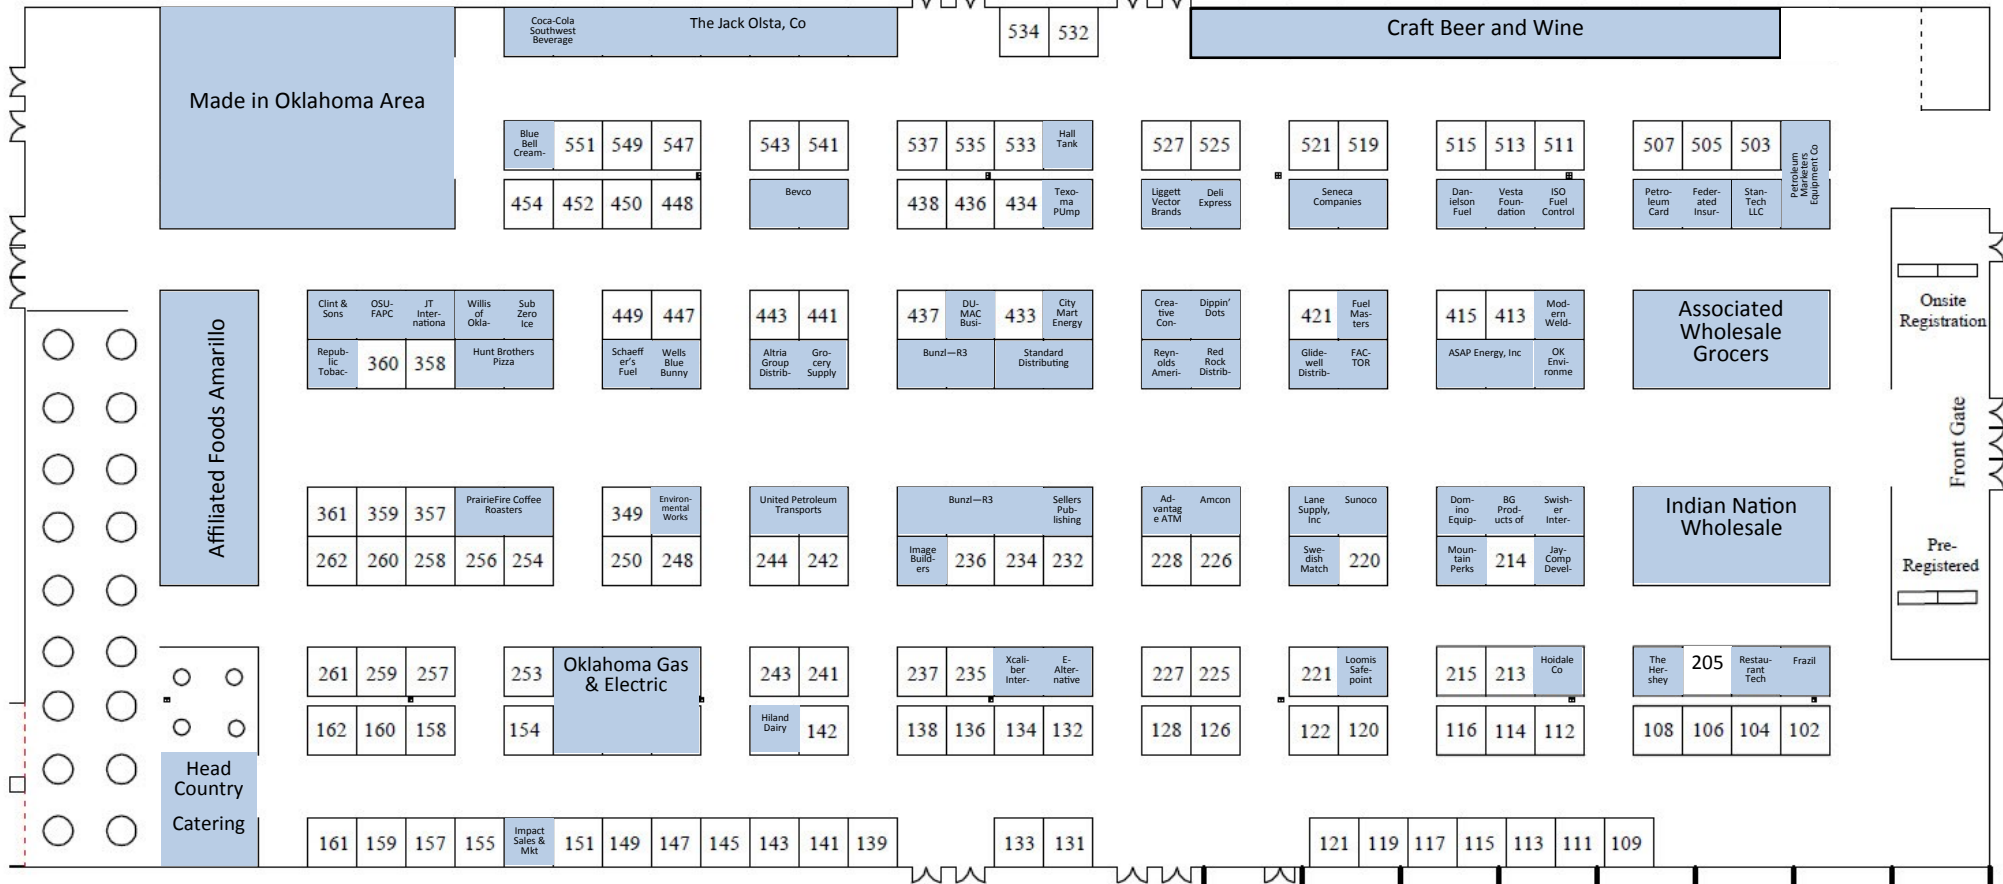 Coca-Cola
Southwest
Beverage
The Jack Olsta, Co
534 532
Craft Beer and Wine
Made in Oklahoma Area
Blue
Bell
Cream-
551 549 547
543 541
537 535 533
Hall
Tank
527 525
521 519
515 513 511
507 505 503
Petroleum
Marketers
Equipment Co
454 452 450 448
Bevco
438 436 434
Texo-
ma
PUmp
Liggett
Vector
Brands
Deli
Express
Seneca
Companies
Dan-
ielson
Fuel
Vesta
Foun-
dation
ISO
Fuel
Control
Petro-
leum
Card
Feder-
ated
Insur-
Stan-
Tech
LLC
Affiliated Foods Amarillo
Clint &
Sons
OSU-
FAPC
JT
Inter-
nationa
Willis
of
Okla-
Sub
Zero
Ice
449 447
443 441
437
DU-
MAC
Busi-
433
City
Mart
Energy
Crea-
tive
Con-
Dippin’
Dots
421
Fuel
Mas-
ters
415 413
Mod-
ern
Weld-
Associated
Wholesale
Grocers
Onsite
Registration
Repub-
lic
Tobac-
360 358
Hunt Brothers
Pizza
Schaeff
er’s
Fuel
Wells
Blue
Bunny
Altria
Group
Distrib-
Gro-
cery
Supply
Bunzl—R3
Standard
Distributing
Reyn-
olds
Ameri-
Red
Rock
Distrib-
Glide-
well
Distrib-
FAC-
TOR
ASAP Energy, Inc
OK
Envi-
ronme
Front Gate
361 359 357
PrairieFire Coffee
Roasters
349
Environ-
mental
Works
United Petroleum
Transports
Bunzl—R3
Sellers
Pub-
lishing
Ad-
vantag
e ATM
Amcon
Lane
Supply,
Inc
Sunoco
Dom-
ino
Equip-
BG
Prod-
ucts of
Swish-
er
Inter-
Indian Nation
Wholesale
Pre-
Registered
262 260 258 256 254
250 248
244 242
Image
Build-
ers
236 234 232
228 226
Swe-
dish
Match
220
Moun-
tain
Perks
214
Jay-
Comp
Devel-
261 259 257
253
Oklahoma Gas
& Electric
243 241
237 235
Xcali-
ber
Inter-
E-
Alter-
native
227 225
221
Loomis
Safe-
point
215 213
Hoidale
Co
The
Her-
shey
205
Restau-
rant
Tech
Frazil
162 160 158
154
Hiland
Dairy
142
138 136 134 132
128 126
122 120
116 114 112
108 106 104 102
Head
Country
Catering
161 159 157 155
Impact
Sales &
Mkt
151 149 147 145 143 141 139
133 131
121 119 117 115 113 111 109